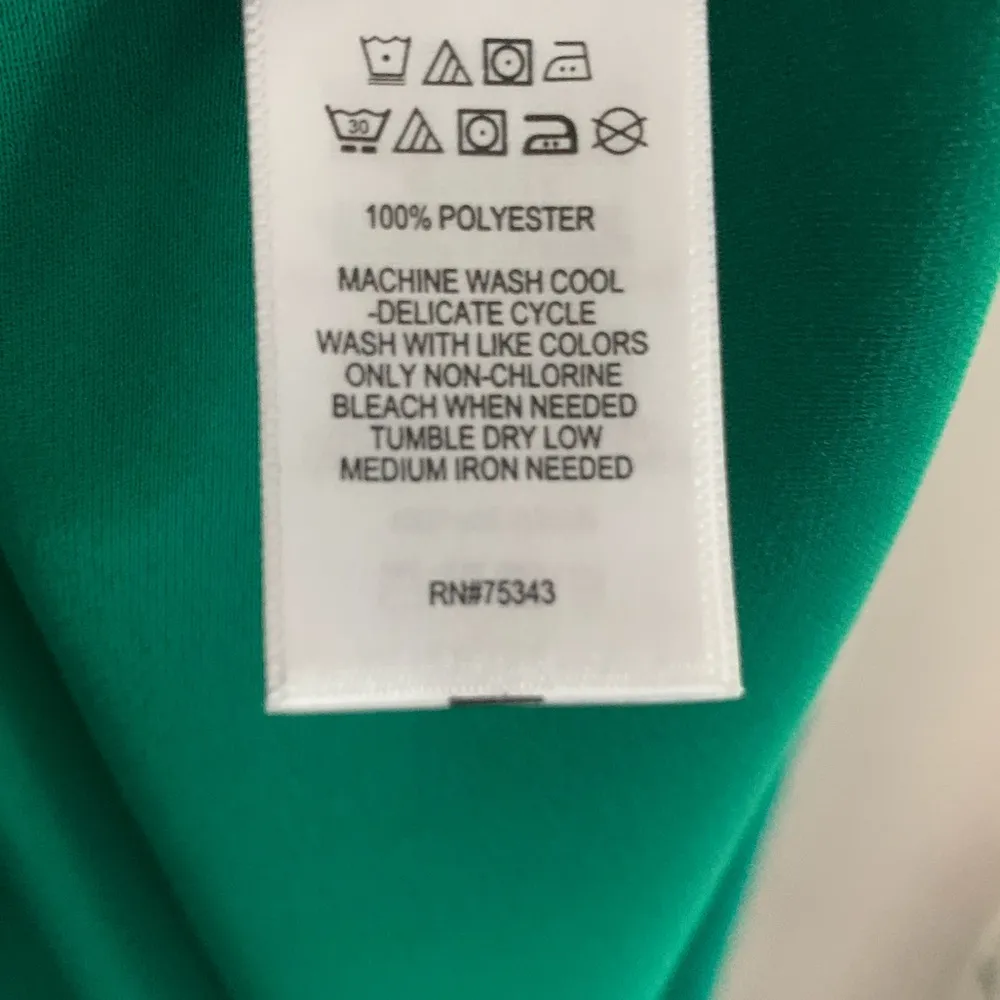 30
100% POLYESTER
MACHINE WASH COOL
-DELICATE CYCLE
WASH WITH LIKE COLORS
ONLY NON-CHLORINE
BLEACH WHEN NEEDED
TUMBLE DRY LOW
MEDIUM IRON NEEDED
RN#75343